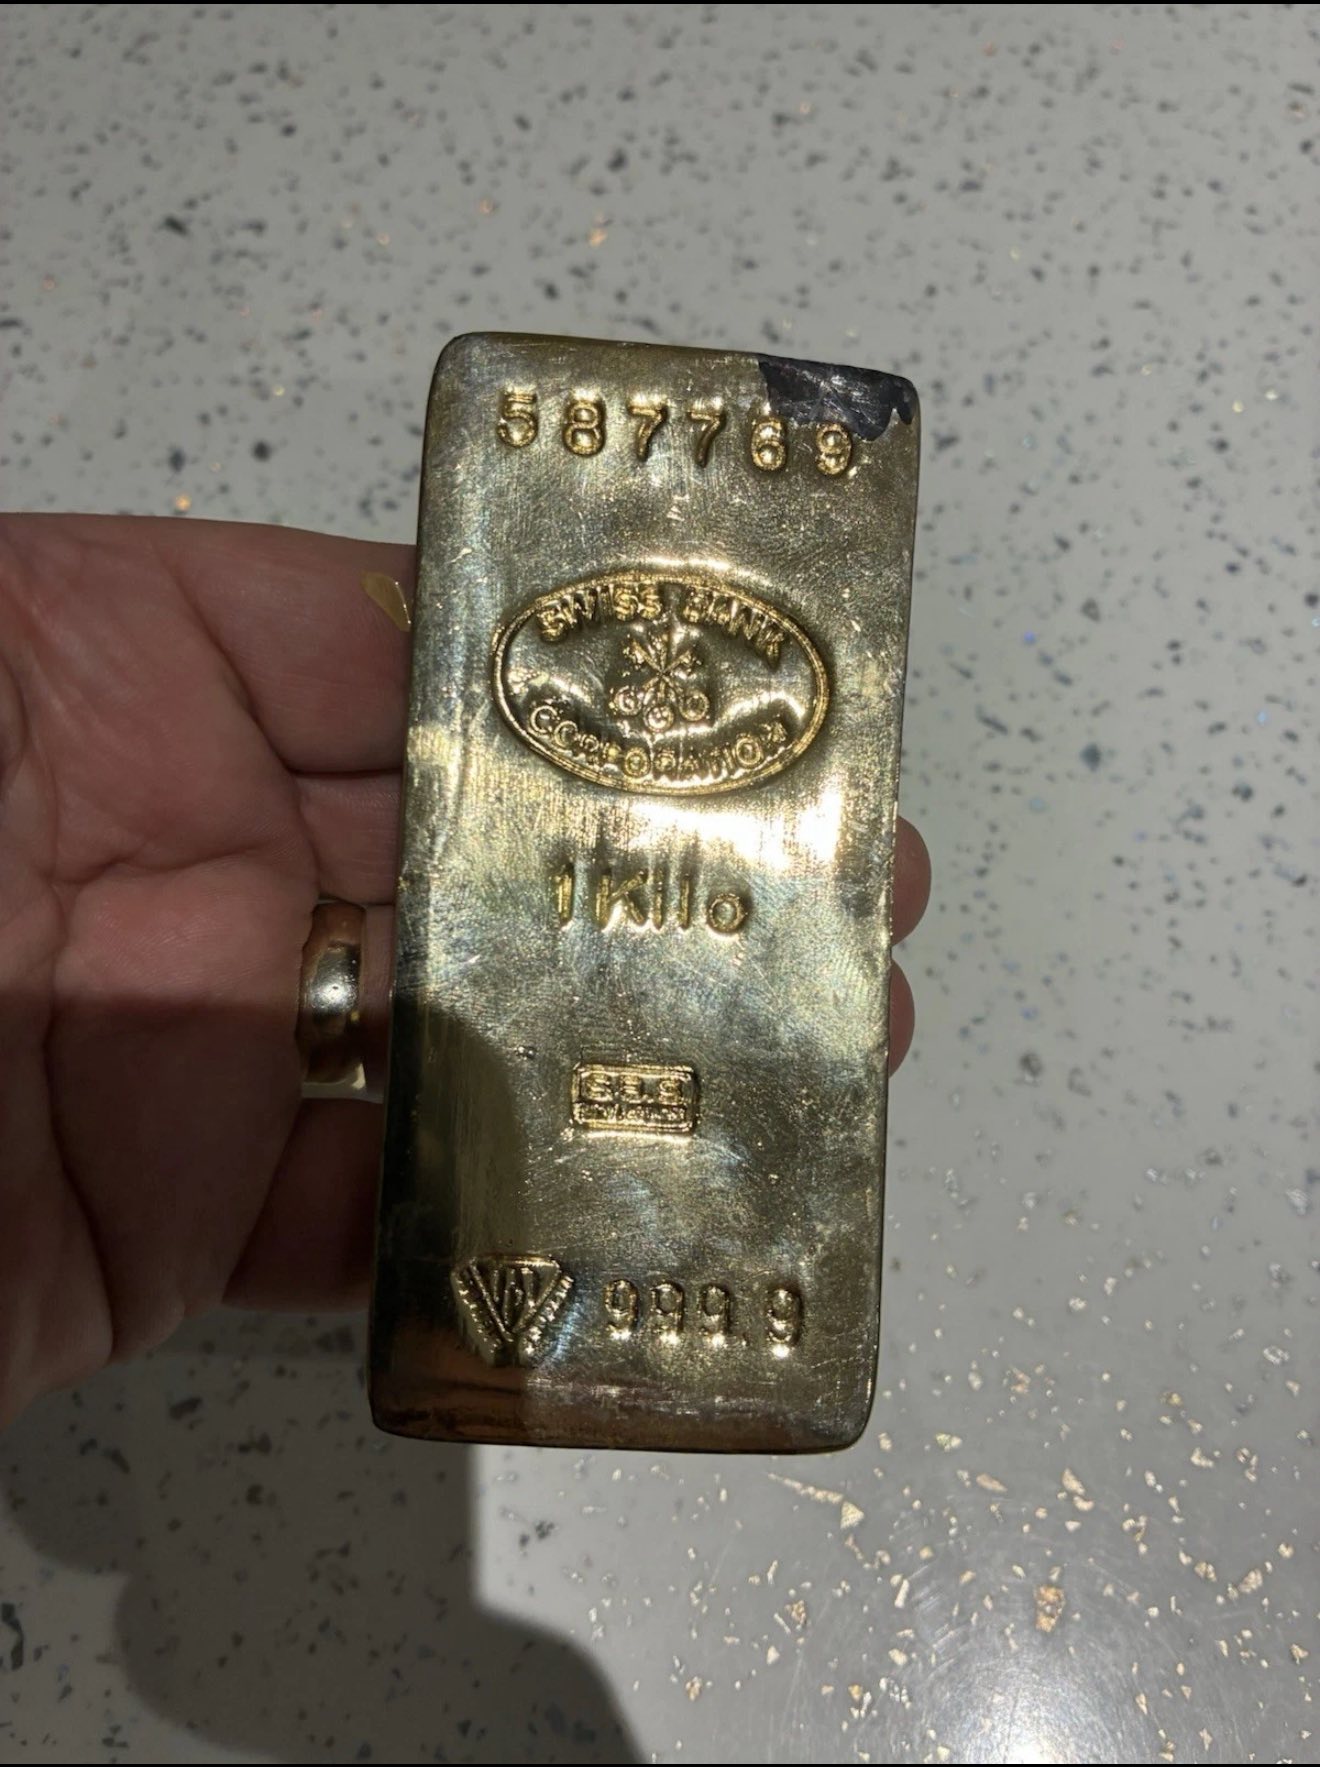 587769
SWISS BANK
CORPORATION
1 Kilo
999.9